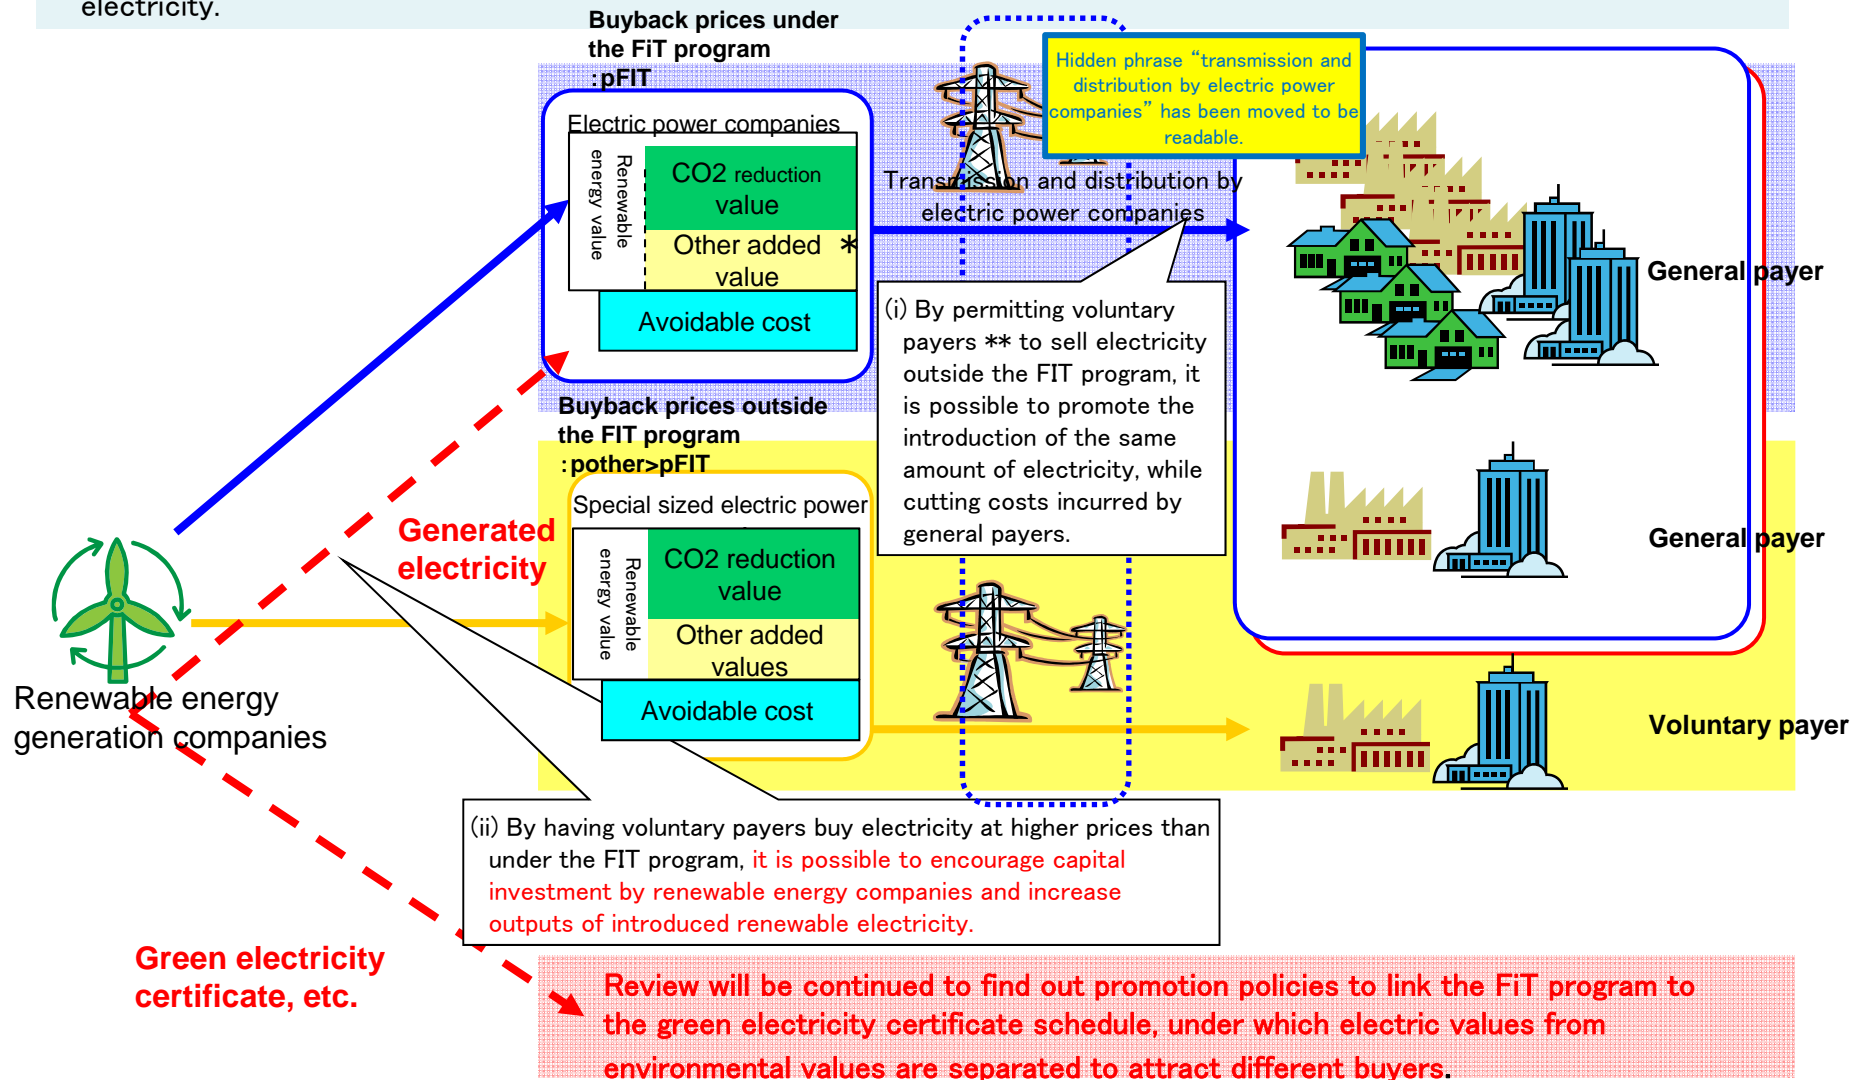 electricity.
Buyback prices under
the FiT program
:pFIT
Hidden phrase “transmission and
distribution by electric power
companies” has been moved to be
readable.
Electric power companies
Renewable
energy value
CO2 reduction
value
Other added *
value
Avoidable cost
Transmission and distribution by
electric power companies
General payer
(i) By permitting voluntary
payers ** to sell electricity
outside the FIT program, it
is possible to promote the
introduction of the same
amount of electricity, while
cutting costs incurred by
general payers.
Buyback prices outside
the FIT program
:pother>pFIT
Special sized electric power
Renewable
energy value
CO2 reduction
value
Other added
values
Avoidable cost
Generated
electricity
General payer
Renewable energy
generation companies
Voluntary payer
(ii) By having voluntary payers buy electricity at higher prices than
under the FIT program, it is possible to encourage capital
investment by renewable energy companies and increase
outputs of introduced renewable electricity.
Green electricity
certificate, etc.
Review will be continued to find out promotion policies to link the FiT program to
the green electricity certificate schedule, under which electric values from
environmental values are separated to attract different buyers.